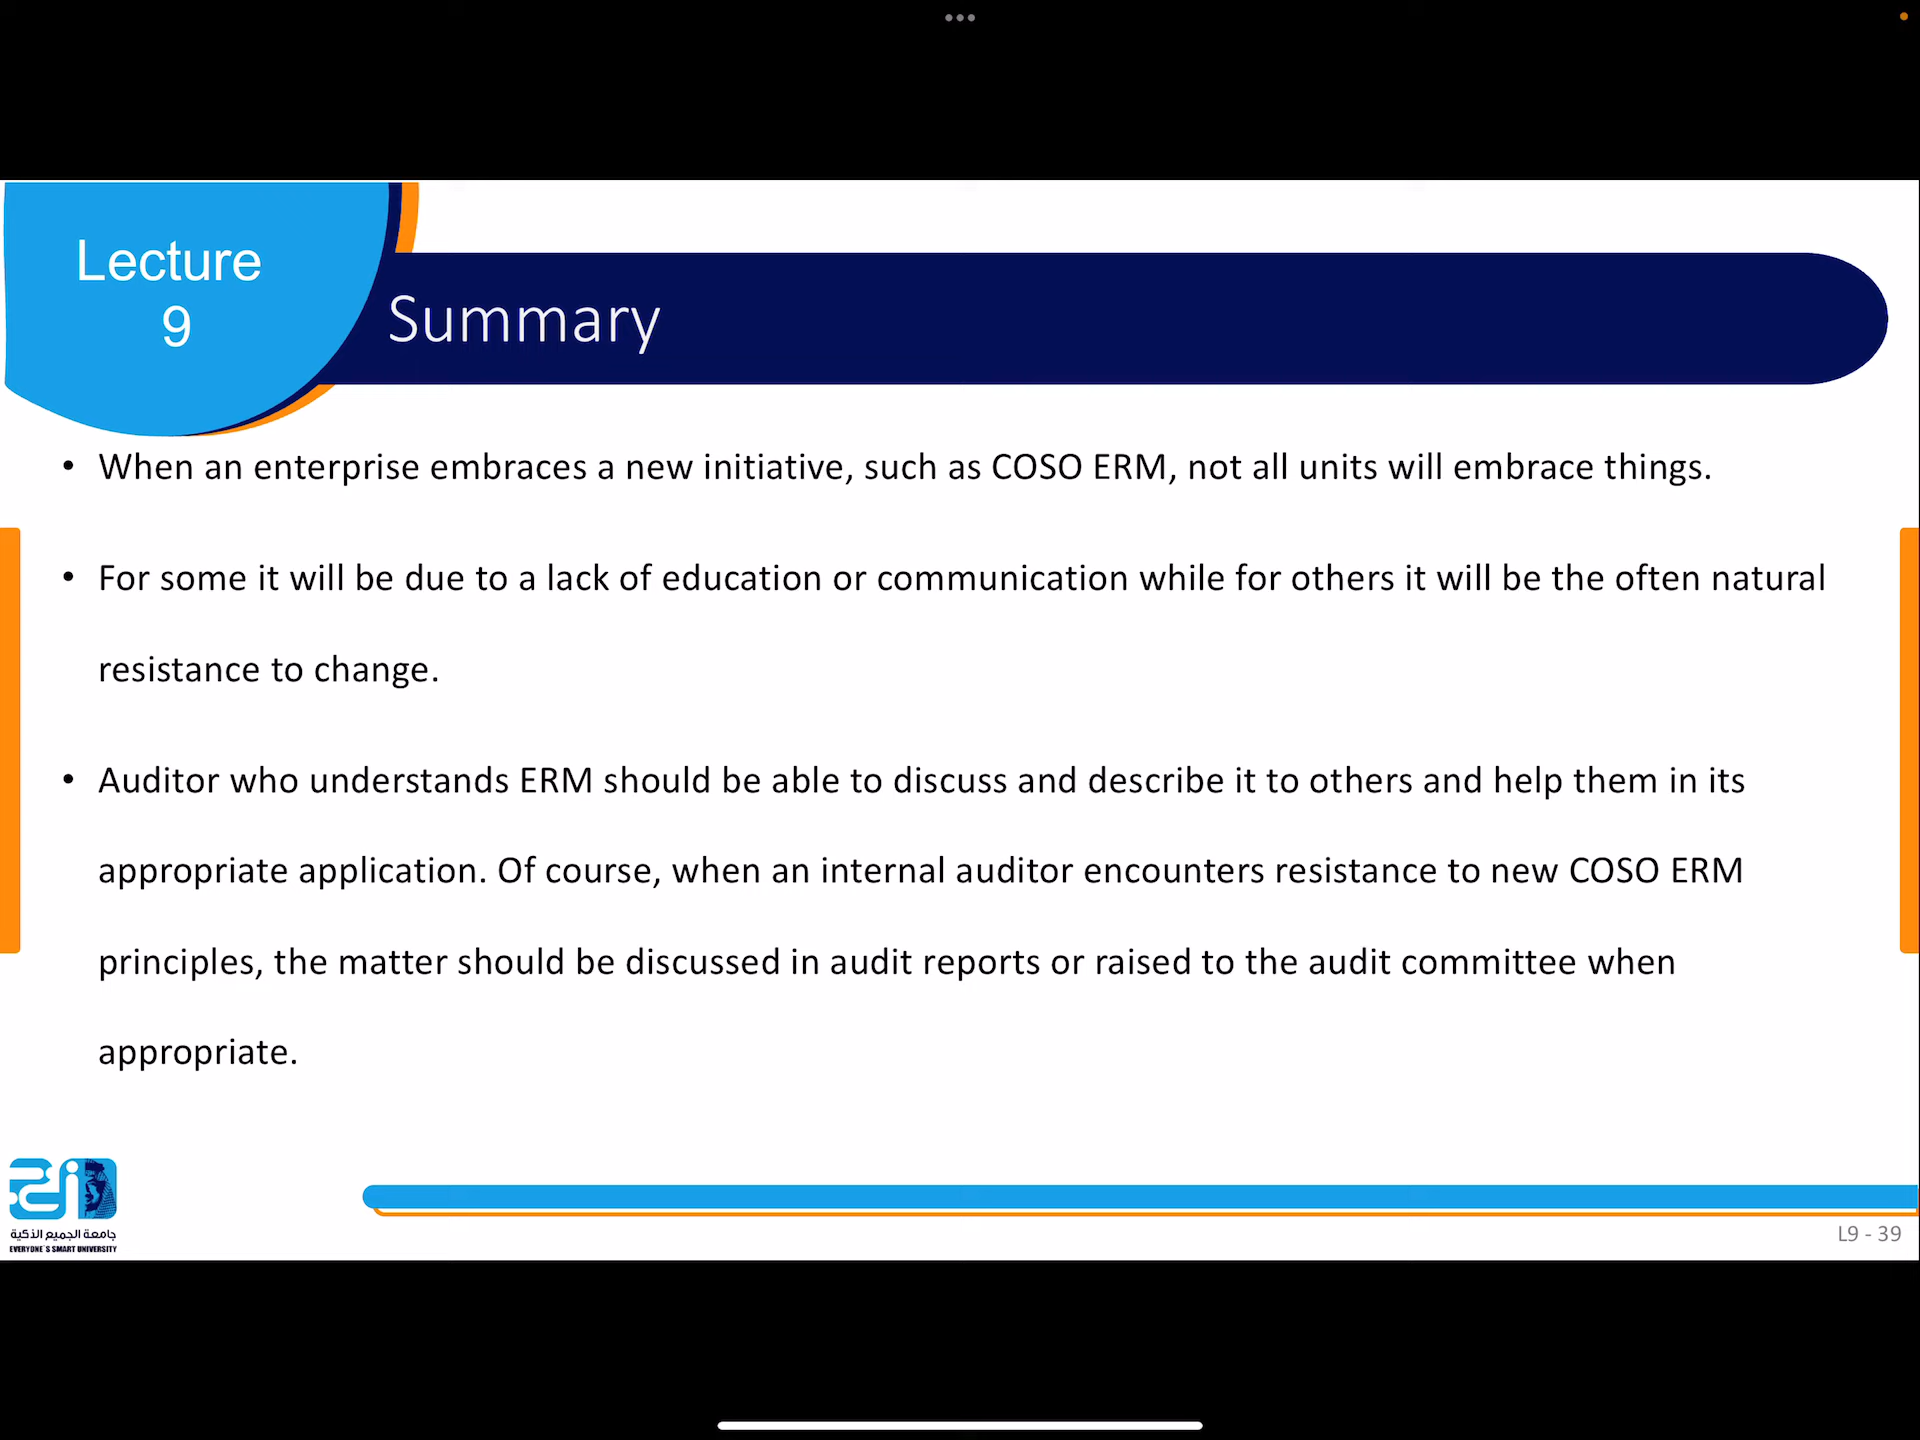 Lecture
9
Summary
• When an enterprise embraces a new initiative, such as COSO ERM, not all units will embrace things.
• For some it will be due to a lack of education or communication while for others it will be the often natural
resistance to change.
• Auditor who understands ERM should be able to discuss and describe it to others and help them in its
appropriate application. Of course, when an internal auditor encounters resistance to new COSO ERM
principles, the matter should be discussed in audit reports or raised to the audit committee when
appropriate.
جامعة الجميع الذكية
EVERYONE'S SMART UNIVERSITY
L9 - 39